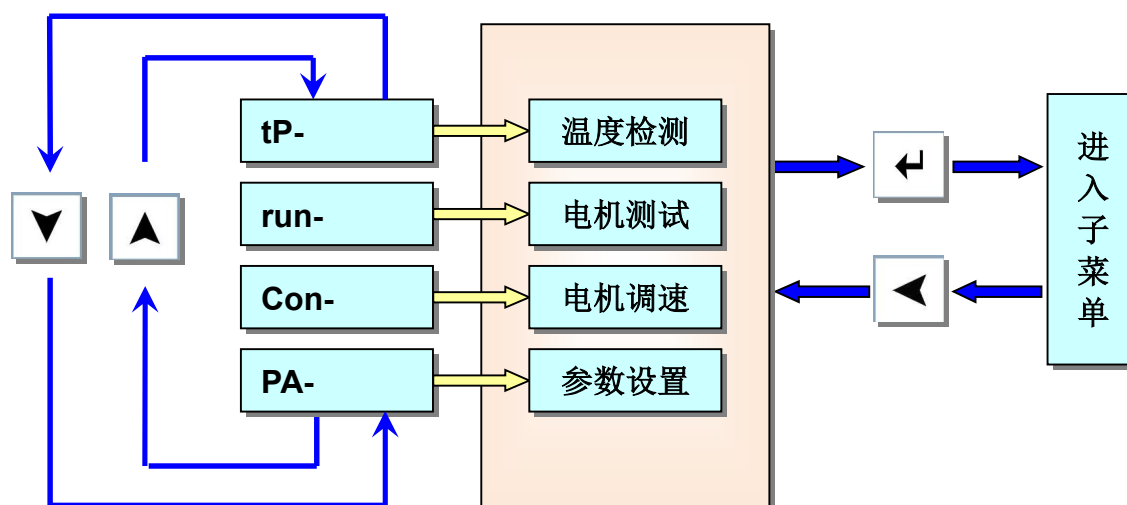 tP-
温度检测
run-
电机测试
Con-
电机调速
PA-
参数设置
进入子菜单